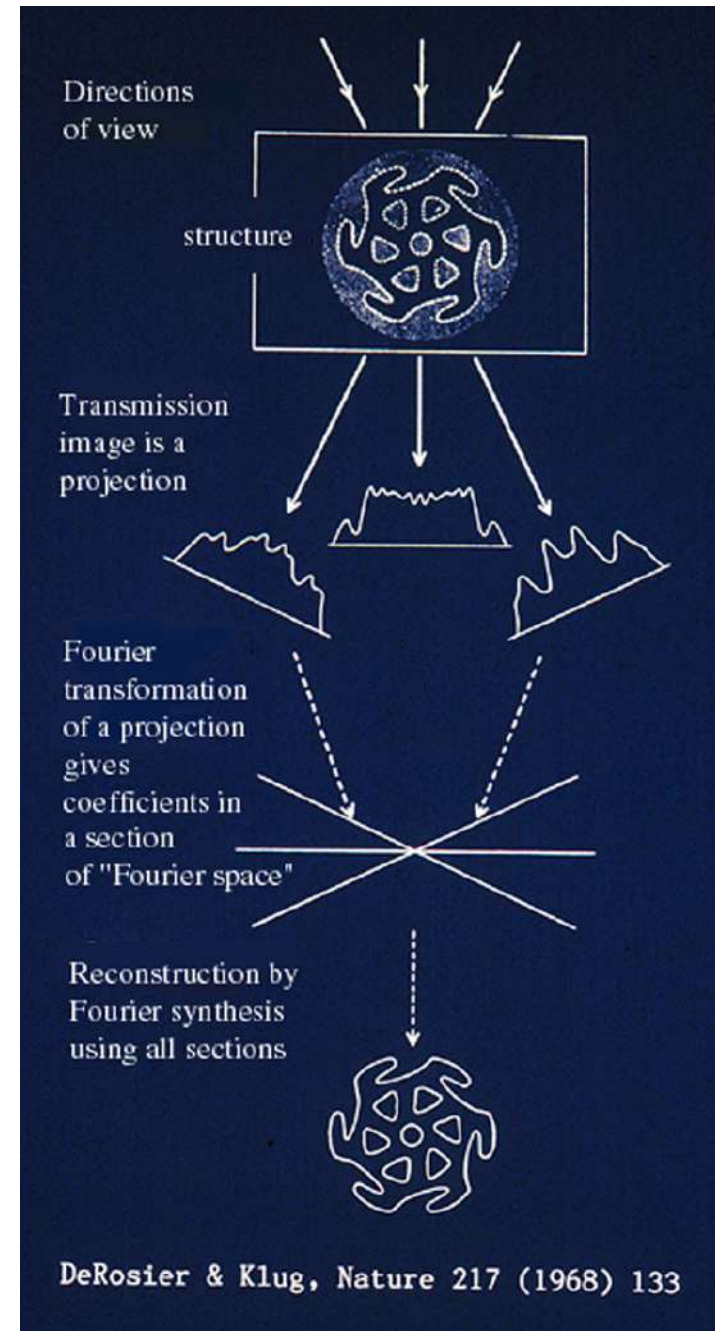 Directions
of view
structure
Transmission
image is a
projection
Fourier
transformation
of a projection
gives
coefficients in
a section
of "Fourier space"
Reconstruction by
Fourier synthesis
using all sections
DeRosier & Klug, Nature 217 (1968) 133